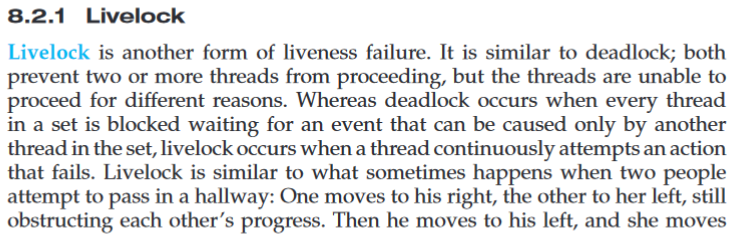 8.2.1 Livelock
Livelock is another form of liveness failure. It is similar to deadlock; both
prevent two or more threads from proceeding, but the threads are unable to
proceed for different reasons. Whereas deadlock occurs when every thread
in a set is blocked waiting for an event that can be caused only by another
thread in the set, livelock occurs when a thread continuously attempts an action
that fails. Livelock is similar to what sometimes happens when two people
attempt to pass in a hallway: One moves to his right, the other to her left, still
obstructing each other's progress. Then he moves to his left, and she moves